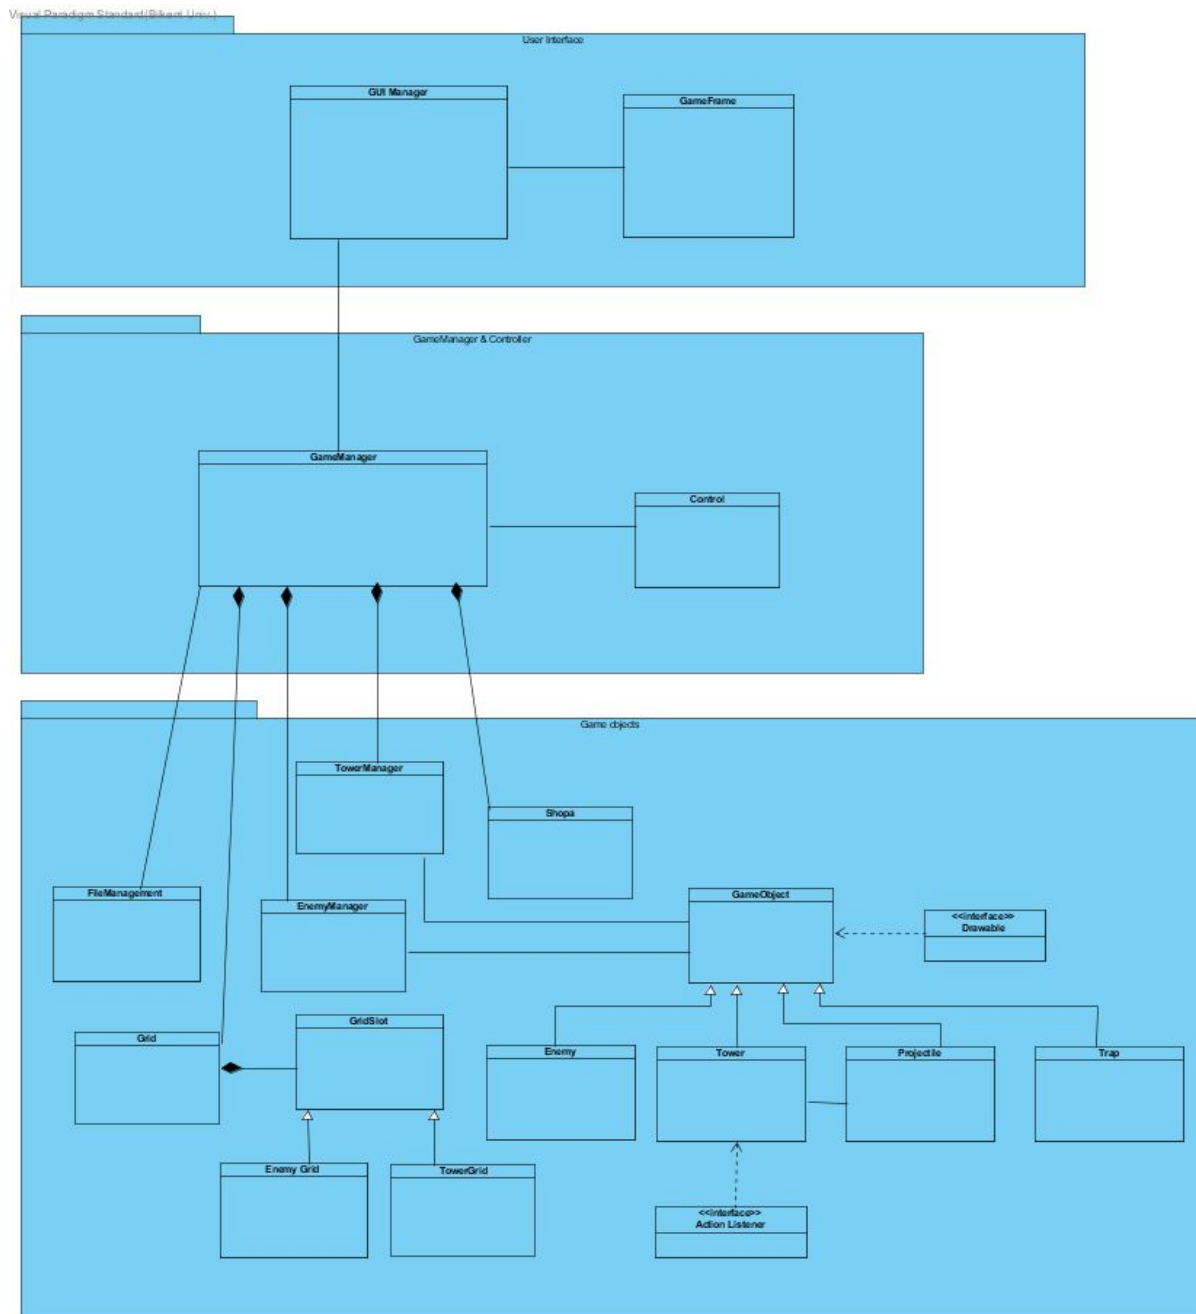 Visual Paradigm Standard(Bilkent Univ.)
User Interface
GUI Manager
GameFrame
GameManager & Controller
GameManager
Control
Game objects
TowerManager
Shopa
FileManagement
EnemyManager
GameObject
<<interface>>
Drawable
Grid
GridSlot
Enemy
Tower
Projectile
Trap
Enemy Grid
TowerGrid
<<interface>>
Action Listener